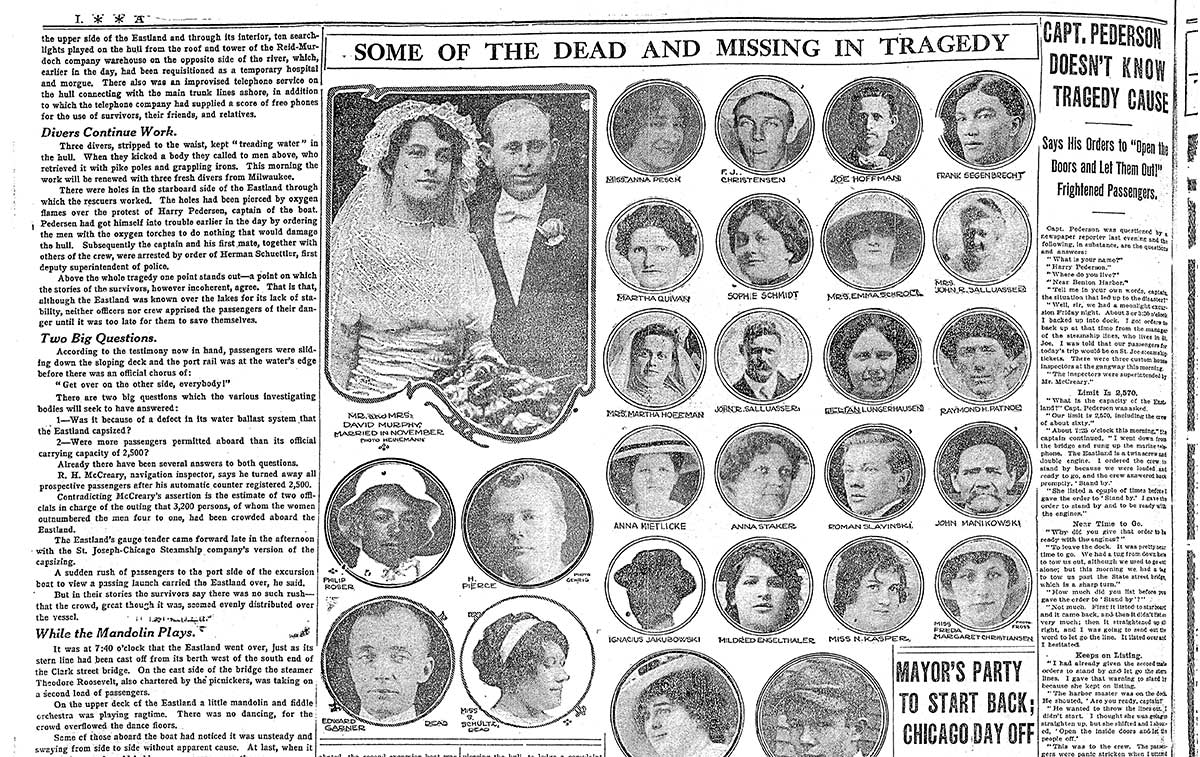 the upper side of the Eastland and through its interior, ten search-
lights played on the hull from the roof and tower of the Reid-Mur-
doch company warehouse on the opposite side of the river, which,
earlier in the day, had been requisitioned as a temporary hospital
and morgue. There also was an improvised telephone service on
the hull connecting with the main trunk lines ashore, in addition
to which the telephone company had supplied a score of free phones
for the use of survivors, their friends, and relatives.
Divers Continue Work.
Three divers, stripped to the waist, kept "treading water" in
the hull. When they kicked a body they called to men above, who
retrieved it with pike poles and grappling irons. This morning the
work will be renewed with three fresh divers from Milwaukee.
There were holes in the starboard side of the Eastland through
which the rescuers worked. The holes had been pierced by oxygen
flames over the protest of Harry Pedersen, captain of the boat.
Pedersen had got himself into trouble earlier in the day by ordering
the men with the oxygen torches to do nothing that would damage
the hull. Subsequently the captain and his first mate, together with
others of the crew, were arrested by order of Herman Schuettler, first
deputy superintendent of police.
Above the whole tragedy one point stands out—a point on which
the stories of the survivors, however incoherent, agree. That is that,
although the Eastland was known over the lakes for its lack of sta-
bility, neither officers nor crew apprised the passengers of their dan-
ger until it was too late for them to save themselves.
Two Big Questions.
According to the testimony now in hand, passengers were slid-
ing down the sloping deck and the port rail was at the water's edge
before there was an official chorus of:
"Get over on the other side, everybody!"
There are two big questions which the various investigating
bodies will seek to have answered:
1—Was it because of a defect in its water ballast system that
the Eastland capsized?
2—Were more passengers permitted aboard than its official
carrying capacity of 2,500?
Already there have been several answers to both questions.
R. H. McCreary, navigation inspector, says he turned away all
prospective passengers after his automatic counter registered 2,500.
Contradicting McCreary's assertion is the estimate of two offi-
cials in charge of the outing that 3,200 persons, of whom the women
outnumbered the men four to one, had been crowded aboard the
Eastland.
The Eastland's gauge tender came forward late in the afternoon
with the St. Joseph-Chicago Steamship company's version of the
capsizing.
A sudden rush of passengers to the port side of the excursion
boat to view a passing launch carried the Eastland over, he said.
But in their stories the survivors say there was no such rush—
that the crowd, great though it was, seemed evenly distributed over
the vessel.
While the Mandolin Plays.
It was at 7:40 o'clock that the Eastland went over, just as its
stern line had been cast off from its berth west of the south end of
the Clark street bridge. On the east side of the bridge the steamer
Theodore Roosevelt, also chartered by the picnickers, was taking on
a second load of passengers.
On the upper deck of the Eastland a little mandolin and fiddle
orchestra was playing ragtime. There was no dancing, for the
crowd overflowed the dance floors.
Some of those aboard the boat had noticed it was unsteady and
swaying from side to side without apparent cause. At last, when it
SOME OF THE DEAD AND MISSING IN TRAGEDY
MR. AND MRS.
DAVID MURPHY.
MARRIED IN NOVEMBER
PHOTO HEINEMANN
MISS ANNA PESCH
F. J. CHRISTENSEN
JOE HOFFMAN
FRANK SEGENBRECHT
MARTHA QUIVAN
SOPHIE SCHMIDT
MRS. EMMA SCHROLL
MRS. JOHN. R. SALLUASSER
MRS. MARTHA HOFFMAN
JOHN. R. SALLUASSER
LUNGERHAUSEN
RAYMOND. H. PATNOE
ANNA KIETLICKE
ANNA STAKER
ROMAN SLAVINSKI.
JOHN MANIKOWSKI
PHILIP ROGER
H. PIERCE
PHOTO
IGNACIUS JAKUBOWSKI
MILDRED ENGELTHALER
MISS N. KASPER.
MISS FREDA MARGARET CHRISTIANSEN
PHOTO
EDWARD GARNER DEAD
MISS S. SCHULTZ, DEAD
MAYOR'S PARTY
TO START BACK;
CHICAGO DAY OFF
CAPT. PEDERSON
DOESN'T KNOW
TRAGEDY CAUSE
Says His Orders to "Open the
Doors and Let Them Out!"
Frightened Passengers.
Capt. Pederson was questioned by a
newspaper reporter last evening and the
following, in substance, are the questions
and answers:
"What is your name?"
"Harry Pederson."
"Where do you live?"
"Near Benton Harbor."
"Tell me in your own words, captain,
the situation that led up to the disaster?"
"Well, sir, we had a moonlight excur-
sion Friday night. About 3 or 3:30 o'clock
I backed up into dock. I got orders to
back up at that time from the manager
of the steamship lines, who lives in St.
Joe. I was told that our passengers for
today's trip would be on St. Joe steamship
tickets. There were three custom house
inspectors at the gangway this morning.
"The inspectors were superintended by
Mr. McCreary."
Limit Is 2,570.
"What is the capacity of the East-
land?" Capt. Pederson was asked.
"Our limit is 2,570, including the crew
of about sixty."
"About 7:25 o'clock this morning," the
captain continued, "I went down from
the bridge and rung up the marine tele-
phone. The Eastland is a twin screw and
double engine. I ordered the crew to
stand by because we were loaded and
ready to go, and the crew answered back
promptly, 'Stand by.'
"She listed a couple of times before I
gave the order to 'Stand by.' I gave the
order to stand by and to be ready with
the engines."
Near Time to Go.
"Why did you give that order to be
ready with the engines?"
"To leave the dock. It was pretty near
time to go. We had a tug from down here
to tow us out, although we used to go out
alone; but this morning we had a tug
to tow us past the State street bridge,
which is a sharp turn."
"How much did you list before you
gave the order to 'Stand by'?"
"Not much. First it listed to starboard
and it came back, and then it didn't list
very much; then it straightened up all
right, and I was going to send out the
word to let go the line. It listed over and
I hesitated.
Keeps on Listing.
"I had already given the second mate
orders to stand by and let go the stern
lines. I gave that warning to stand by
because she kept on listing.
"The harbor master was on the dock.
He shouted, 'Are you ready, captain?'
"He wanted to throw the lines off. I
didn't start. I thought she was going to
straighten up, but she shifted and I
ed, 'Open the inside doors and let the
people off.'
"This was to the crew. The passen-
gers were panic stricken when I